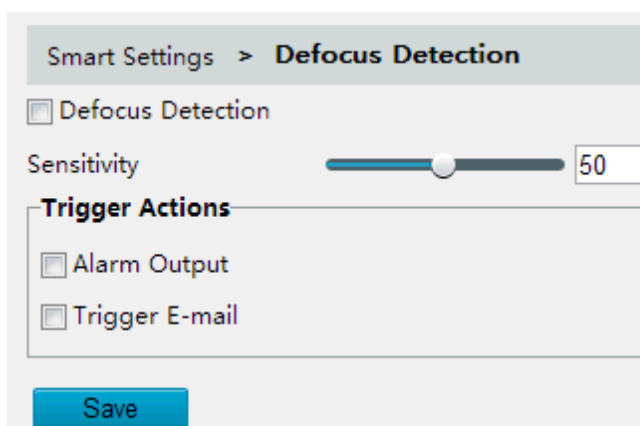 Smart Settings > Defocus Detection
Defocus Detection
Sensitivity 50
Trigger Actions
Alarm Output
Trigger E-mail
Save